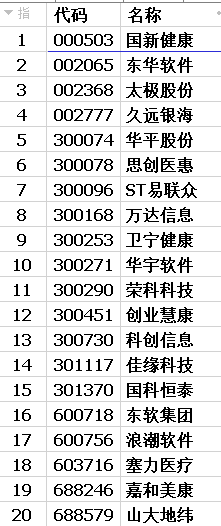 指 代码 名称
1 000503 国新健康
2 002065 东华软件
3 002368 太极股份
4 002777 久远银海
5 300074 华平股份
6 300078 思创医惠
7 300096 ST易联众
8 300168 万达信息
9 300253 卫宁健康
10 300271 华宇软件
11 300290 荣科科技
12 300451 创业慧康
13 300730 科创信息
14 301117 佳缘科技
15 301370 国科恒泰
16 600718 东软集团
17 600756 浪潮软件
18 603716 塞力医疗
19 688246 嘉和美康
20 688579 山大地纬